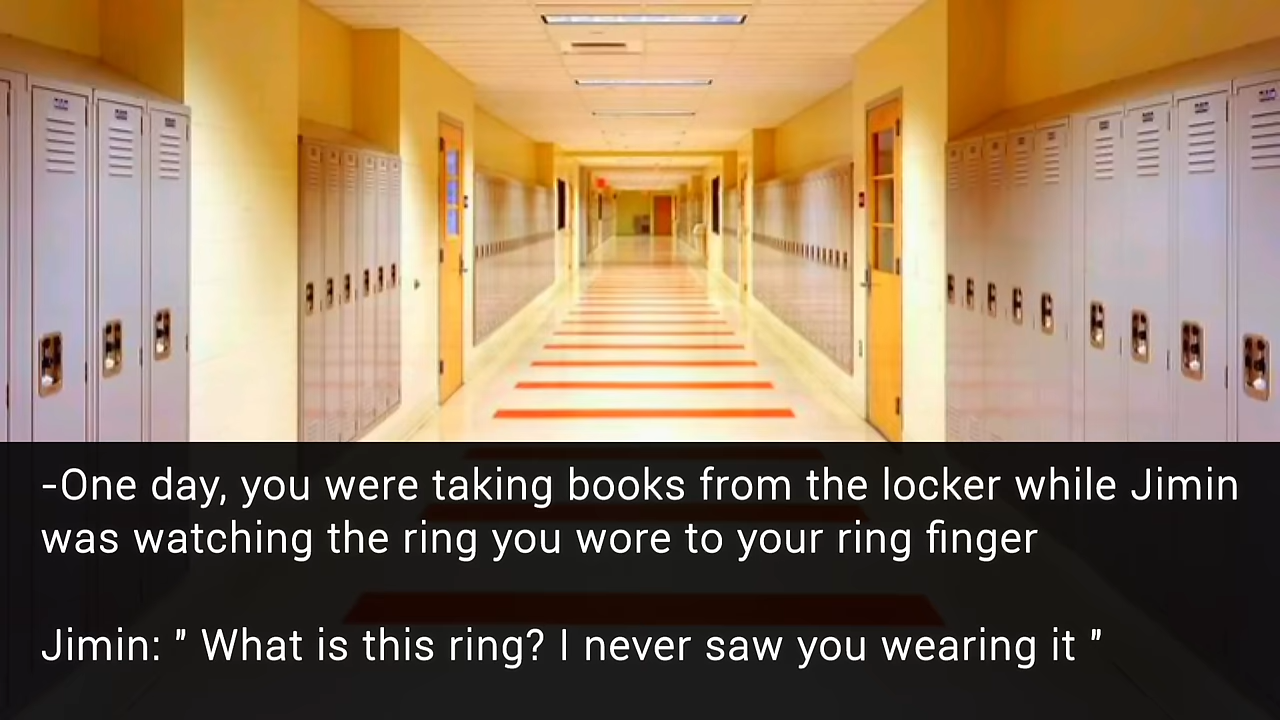 -One day, you were taking books from the locker while Jimin
was watching the ring you wore to your ring finger
Jimin: " What is this ring? I never saw you wearing it "